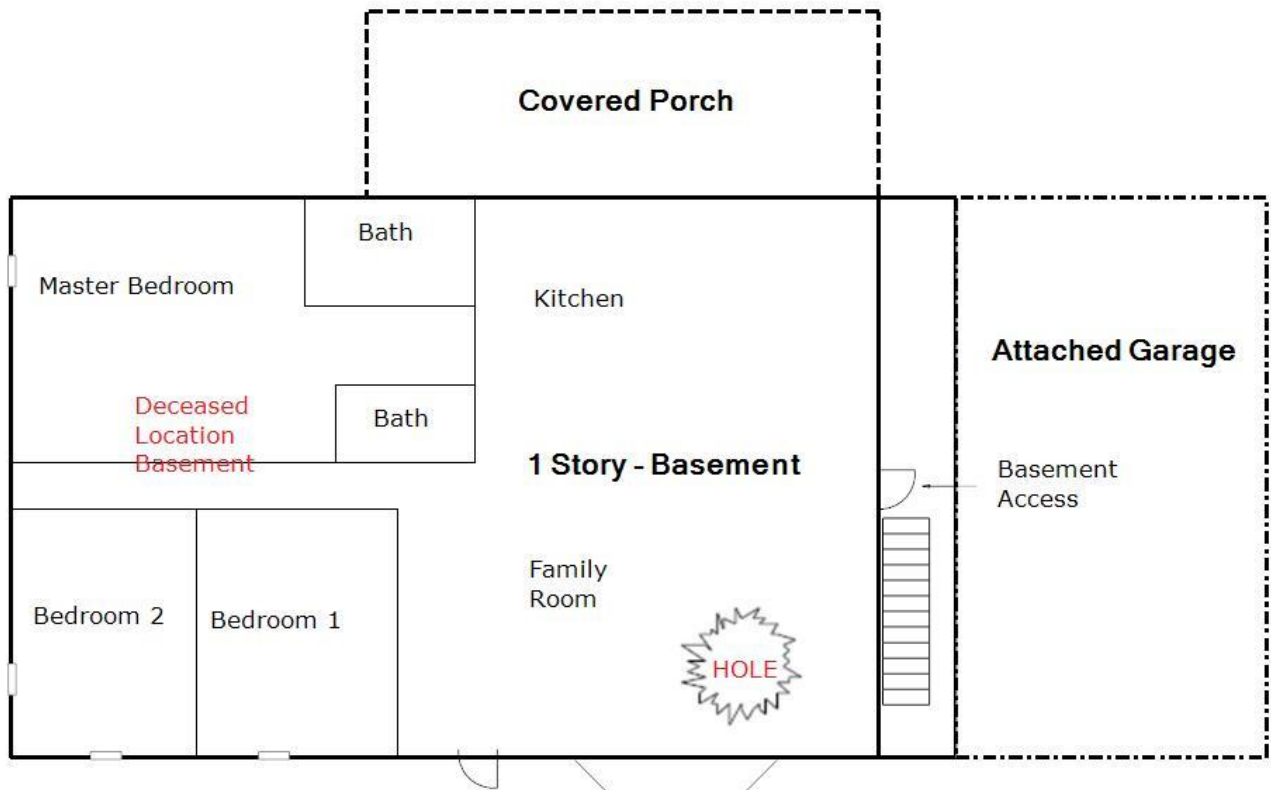 Covered Porch
Bath
Master Bedroom
Kitchen
Attached Garage
Deceased
Location
Basement
Bath
1 Story - Basement
Basement
Access
Family
Room
Bedroom 2
Bedroom 1
HOLE